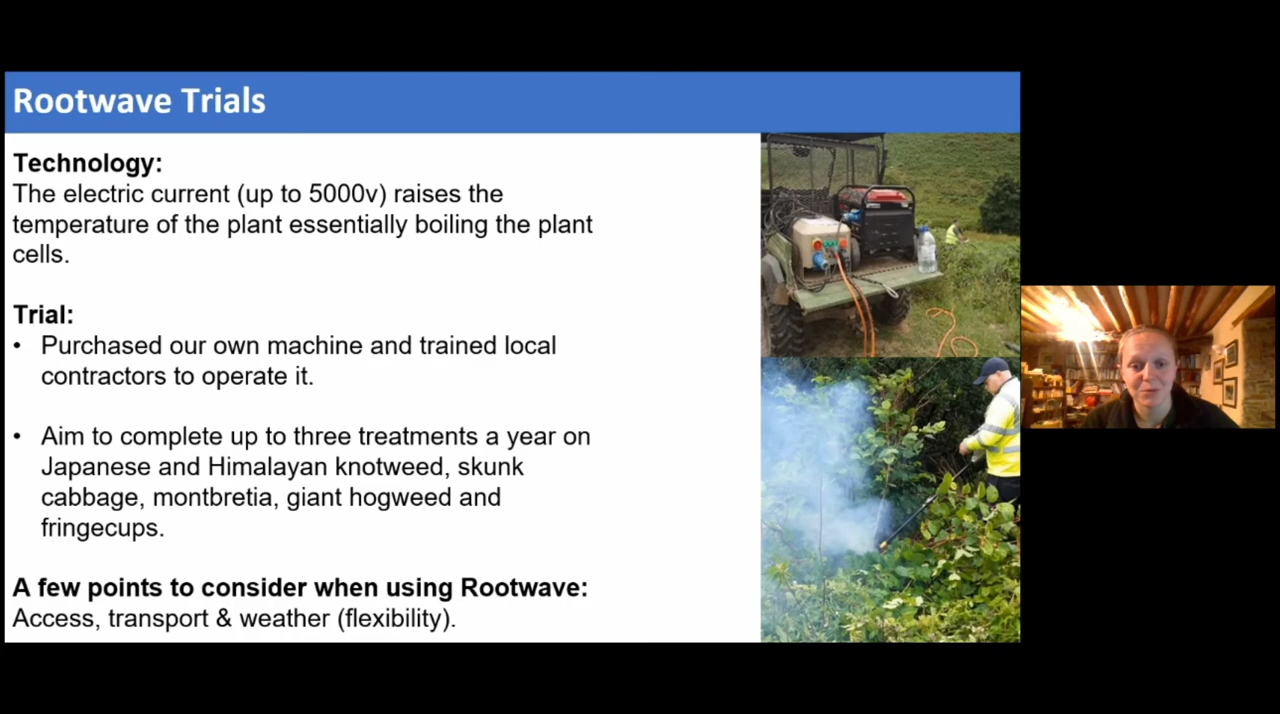 Rootwave Trials
Technology:
The electric current (up to 5000v) raises the
temperature of the plant essentially boiling the plant
cells.
Trial:
• Purchased our own machine and trained local
contractors to operate it.
• Aim to complete up to three treatments a year on
Japanese and Himalayan knotweed, skunk
cabbage, montbretia, giant hogweed and
fringecups.
A few points to consider when using Rootwave:
Access, transport & weather (flexibility).